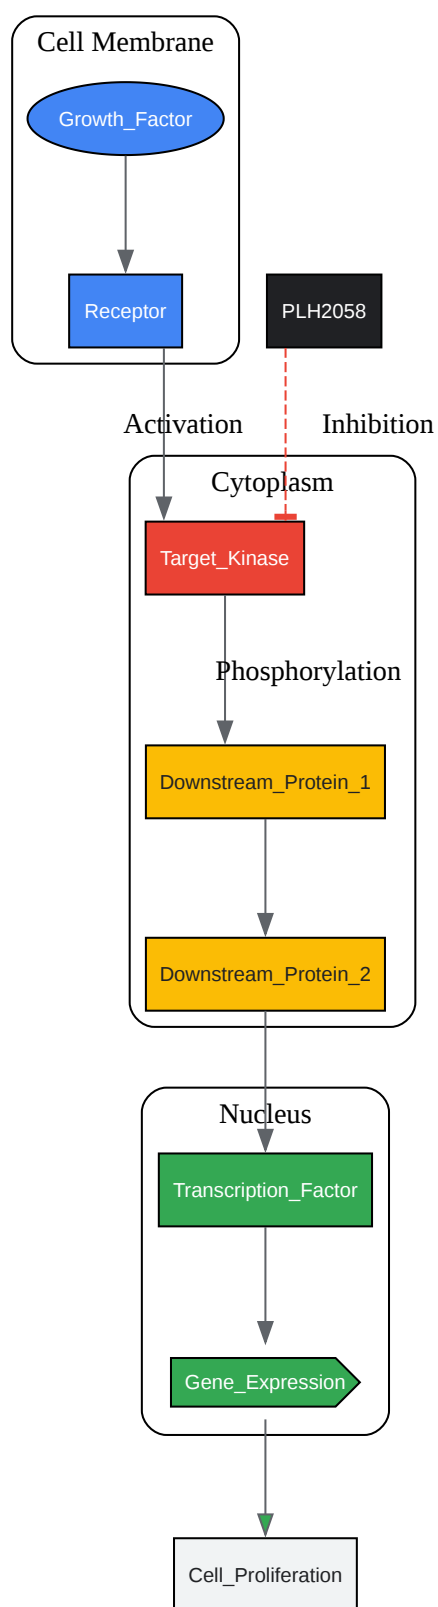 Cell Membrane
Growth_Factor
Receptor
PLH2058
Activation
Inhibition
Cytoplasm
Target_Kinase
Phosphorylation
Downstream_Protein_1
Downstream_Protein_2
Nucleus
Transcription_Factor
Gene_Expression
Cell_Proliferation